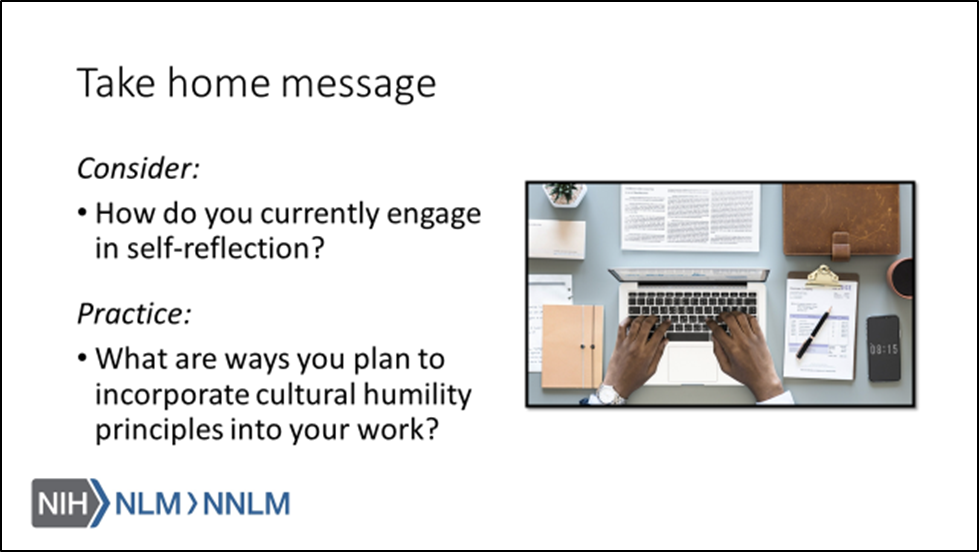 Take home message
Consider:
• How do you currently engage
in self-reflection?
Practice:
• What are ways you plan to
incorporate cultural humility
principles into your work?
08:15
NIH NLM NNLM